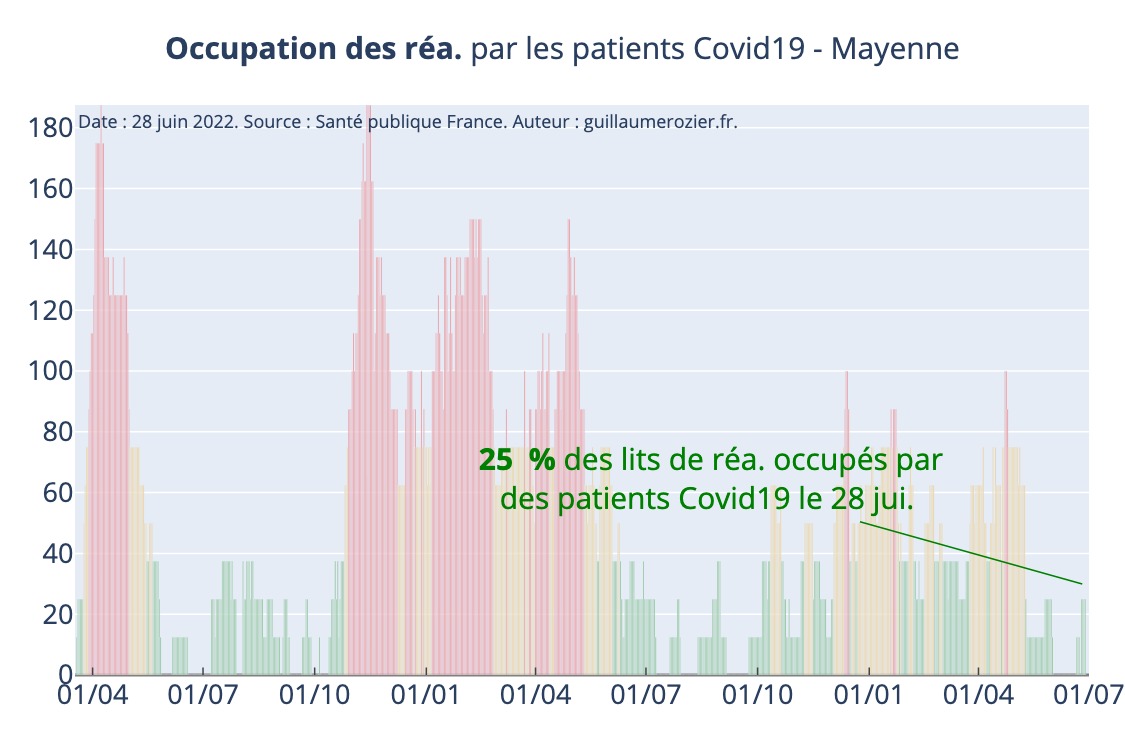 Occupation des réa. par les patients Covid19 - Mayenne
Date : 28 juin 2022. Source : Santé publique France. Auteur : guillaumerozier.fr.
180
160
140
120
100
80
60
40
20
0
25 % des lits de réa. occupés par
des patients Covid19 le 28 jui.
01/04 01/07 01/10 01/01 01/04 01/07 01/10 01/01 01/04 01/07